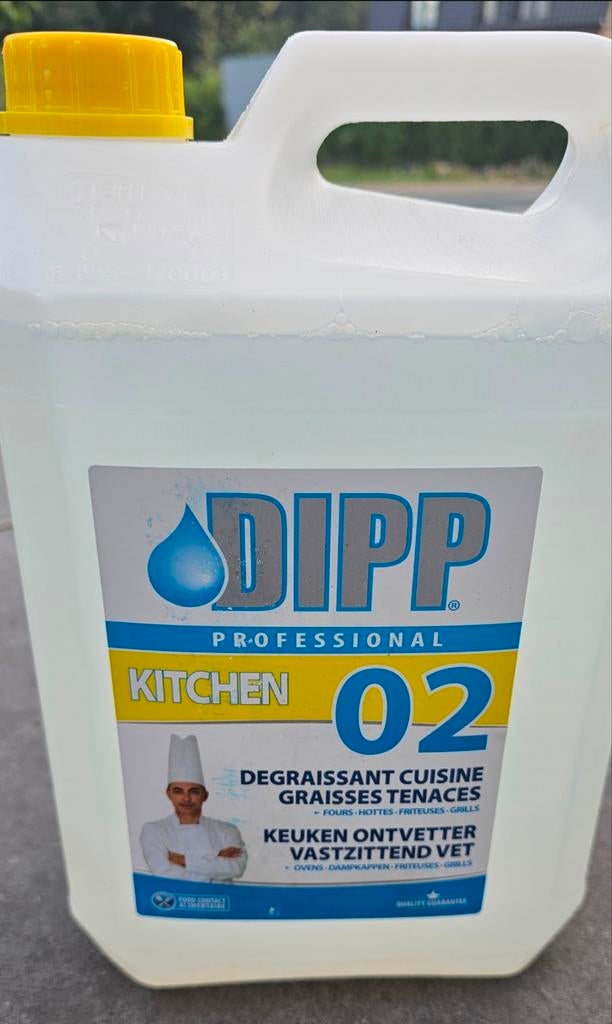 DIPP®
PROFESSIONAL
KITCHEN 02
DEGRAISSANT CUISINE
GRAISSES TENACES
- FOURS - HOTTES - FRITEUSES - GRILLS
KEUKEN ONTVETTER
VASTZITTEND VET
- OVENS - DAMPKAPPEN - FRITEUSES - GRILLS
FOOD CONTACT
ALIMENTAIRE
QUALITY GUARANTEE